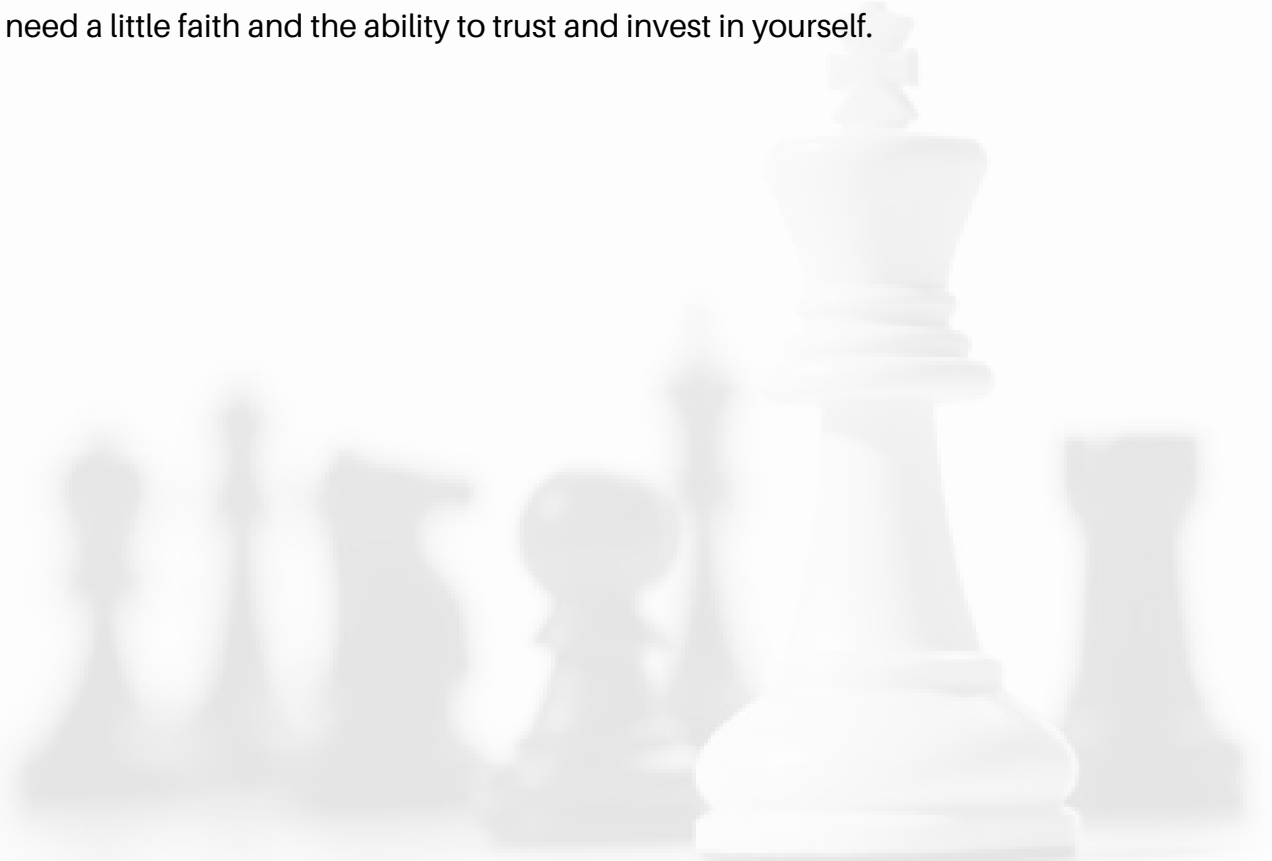 need a little faith and the ability to trust and invest in yourself.